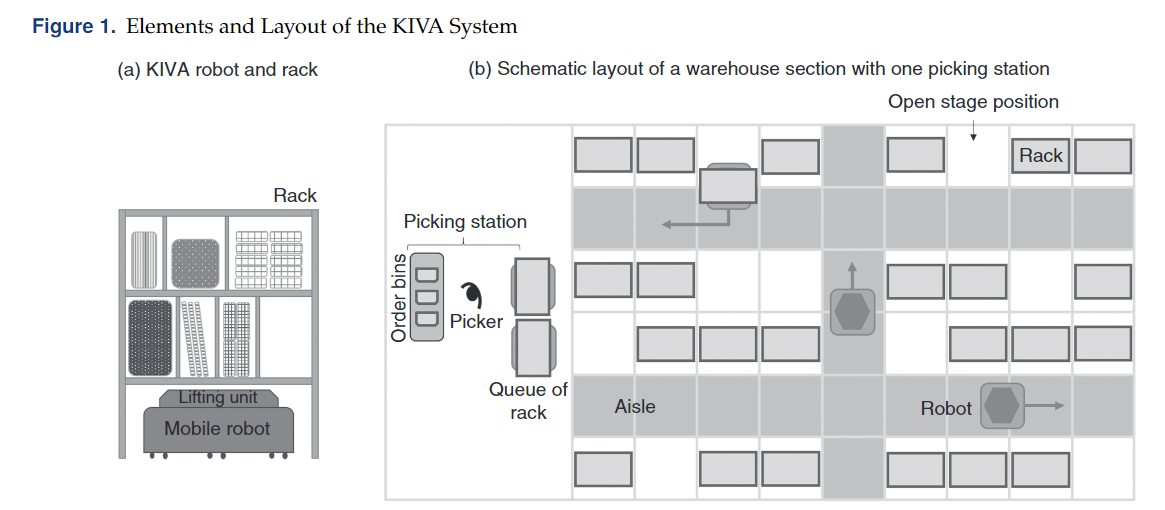 Figure 1. Elements and Layout of the KIVA System
(a) KIVA robot and rack
(b) Schematic layout of a warehouse section with one picking station
Open stage position
Rack
Rack
Picking station
Order bins
Picker
Queue of
rack
Lifting unit
Mobile robot
Aisle
Robot